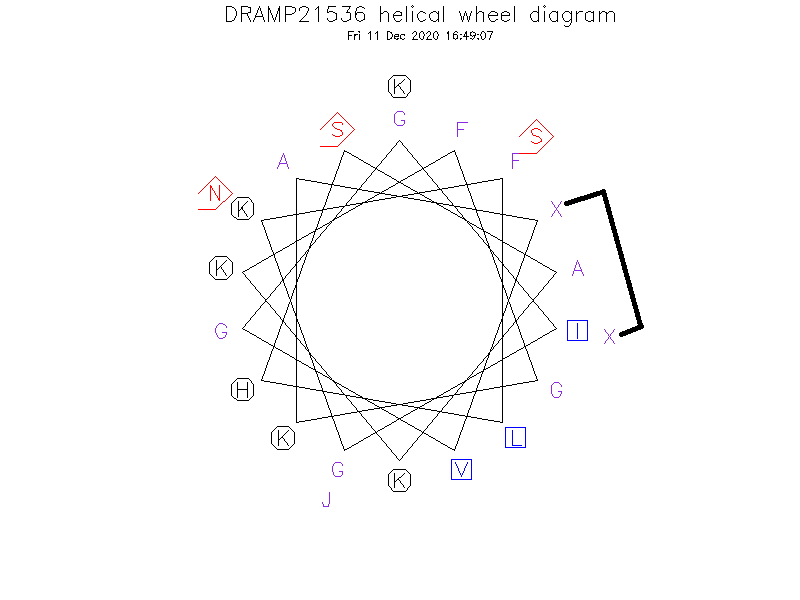 DRAMP21536 helical wheel diagram
Fri 11 Dec 2020 16:49:07
K
S G F S
A F
N K X
K A
G I X
H G
K L
G K V
J